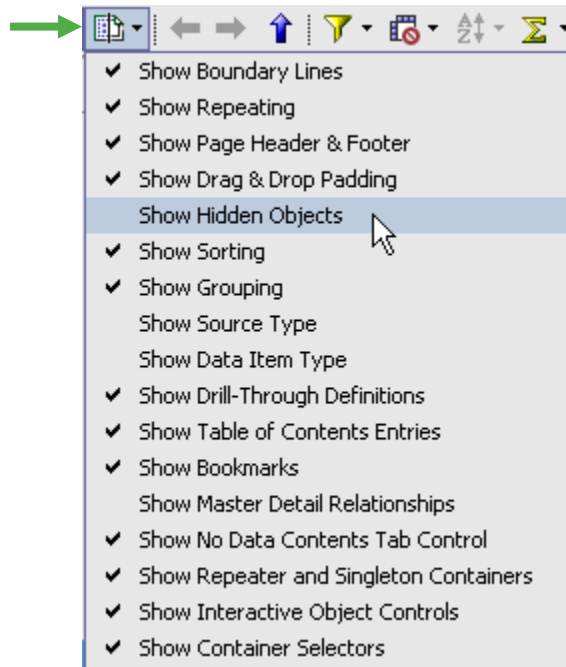 Show Boundary Lines
Show Repeating
Show Page Header & Footer
Show Drag & Drop Padding
Show Hidden Objects
Show Sorting
Show Grouping
Show Source Type
Show Data Item Type
Show Drill-Through Definitions
Show Table of Contents Entries
Show Bookmarks
Show Master Detail Relationships
Show No Data Contents Tab Control
Show Repeater and Singleton Containers
Show Interactive Object Controls
Show Container Selectors